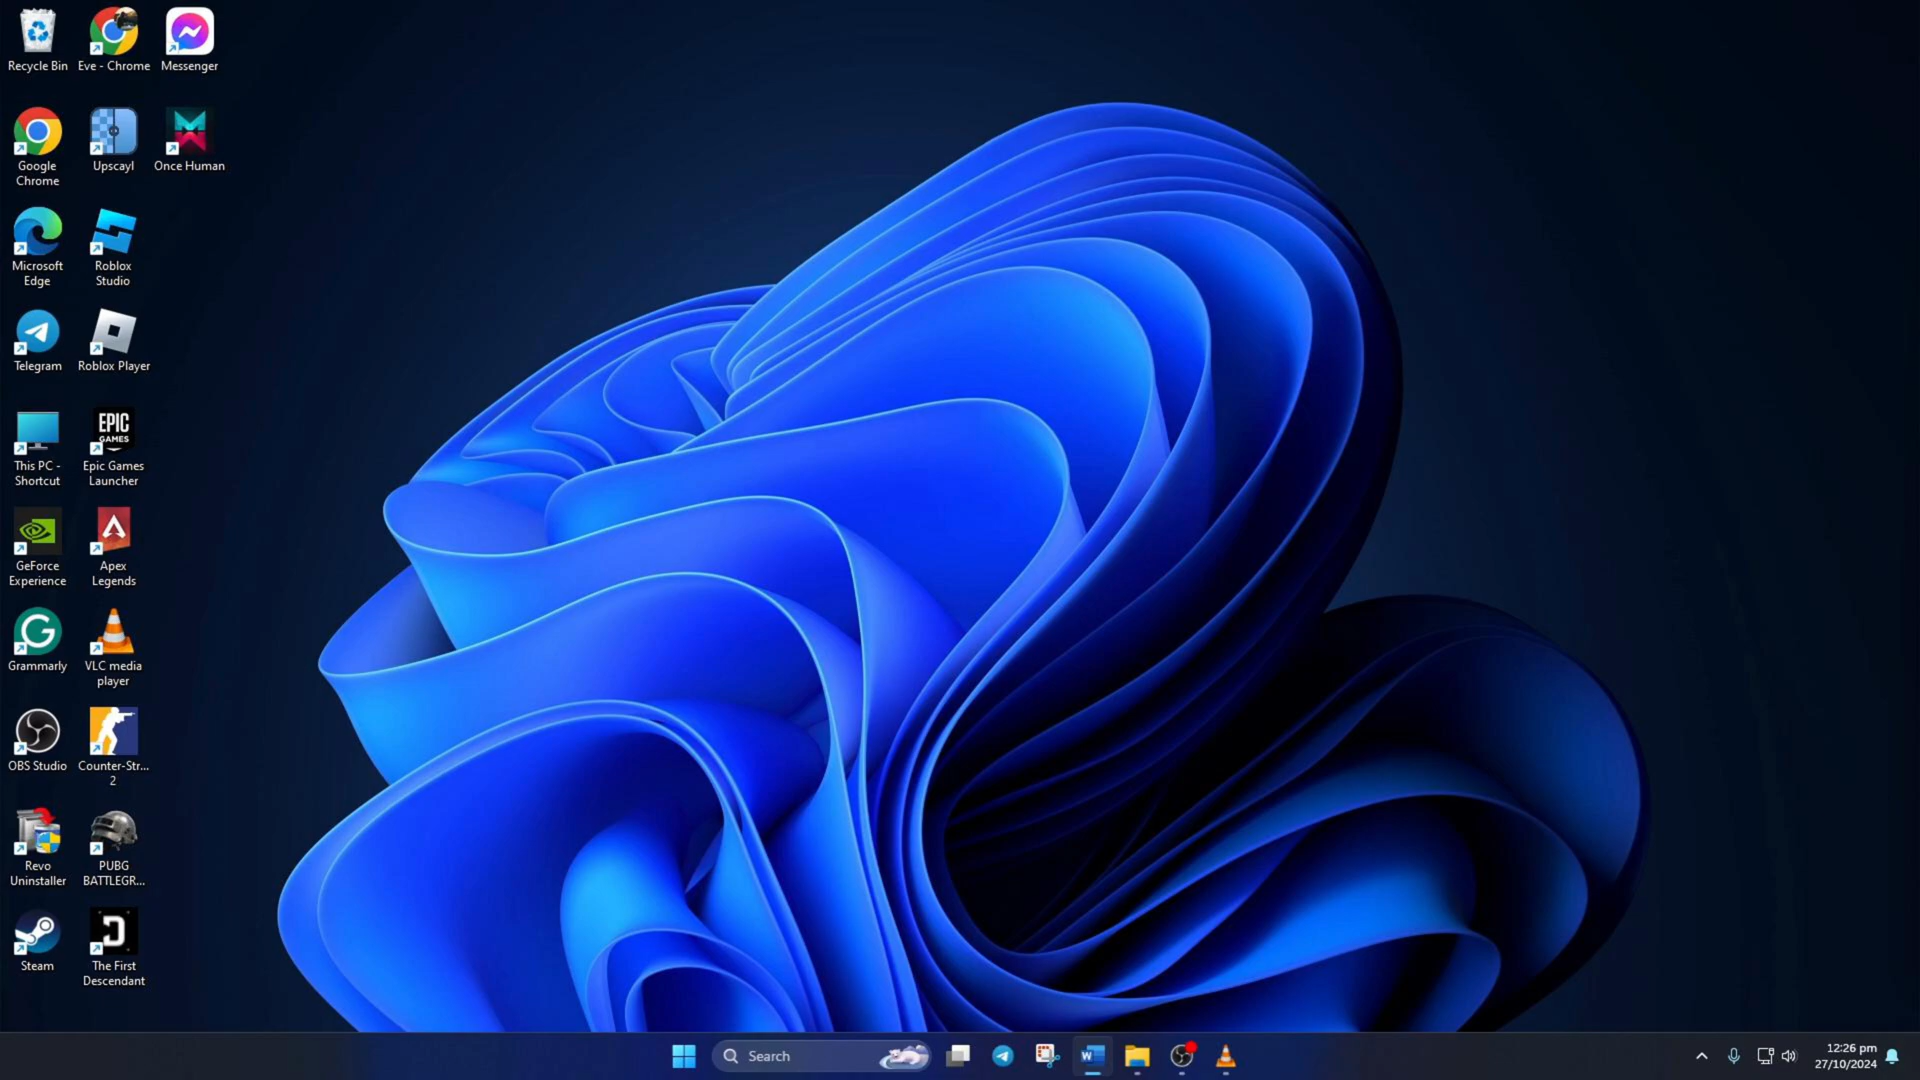 Recycle Bin
Eve - Chrome
Messenger
Google
Chrome
Upscayl
Once Human
Microsoft
Edge
Roblox
Studio
Telegram
Roblox Player
EPIC
GAMES
This PC -
Shortcut
Epic Games
Launcher
GeForce
Experience
Apex
Legends
Grammarly
VLC media
player
OBS Studio
Counter-Str...
2
Revo
Uninstaller
PUBG
BATTLEGR...
Steam
The First
Descendant
Search
W
12:26 pm
27/10/2024